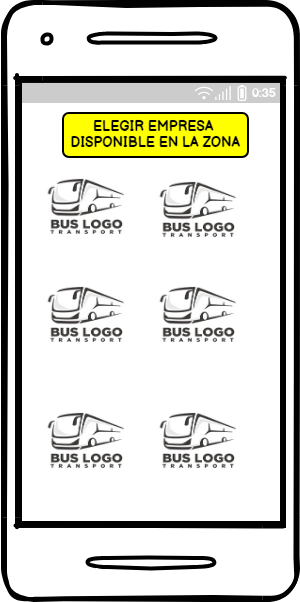 0:35
ELEGIR EMPRESA
DISPONIBLE EN LA ZONA
BUS LOGO
TRANSPORT
BUS LOGO
TRANSPORT
BUS LOGO
TRANSPORT
BUS LOGO
TRANSPORT
BUS LOGO
TRANSPORT
BUS LOGO
TRANSPORT